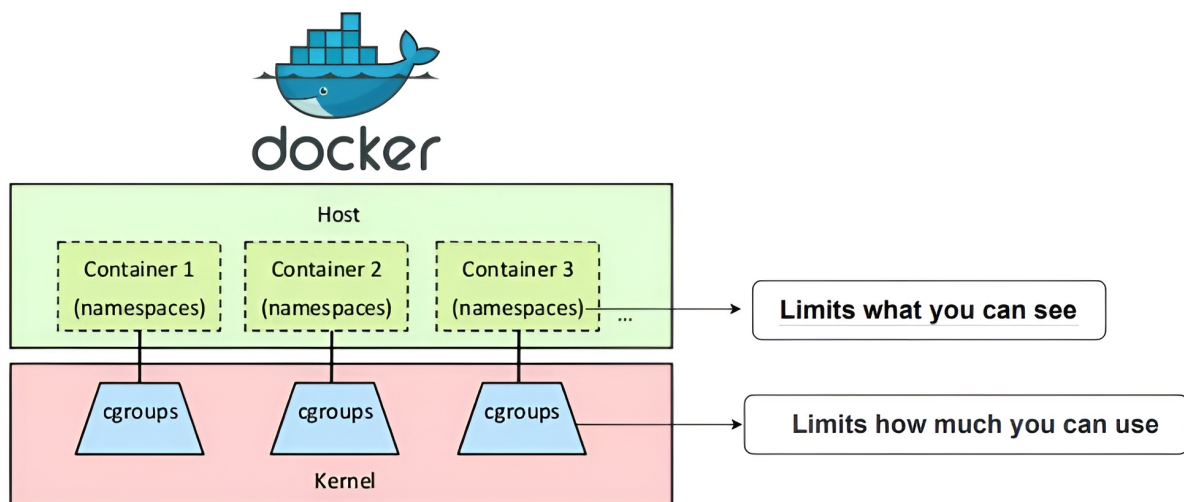 docker
Host
Container 1
(namespaces)
Container 2
(namespaces)
Container 3
(namespaces)
...
Limits what you can see
cgroups
cgroups
cgroups
Limits how much you can use
Kernel